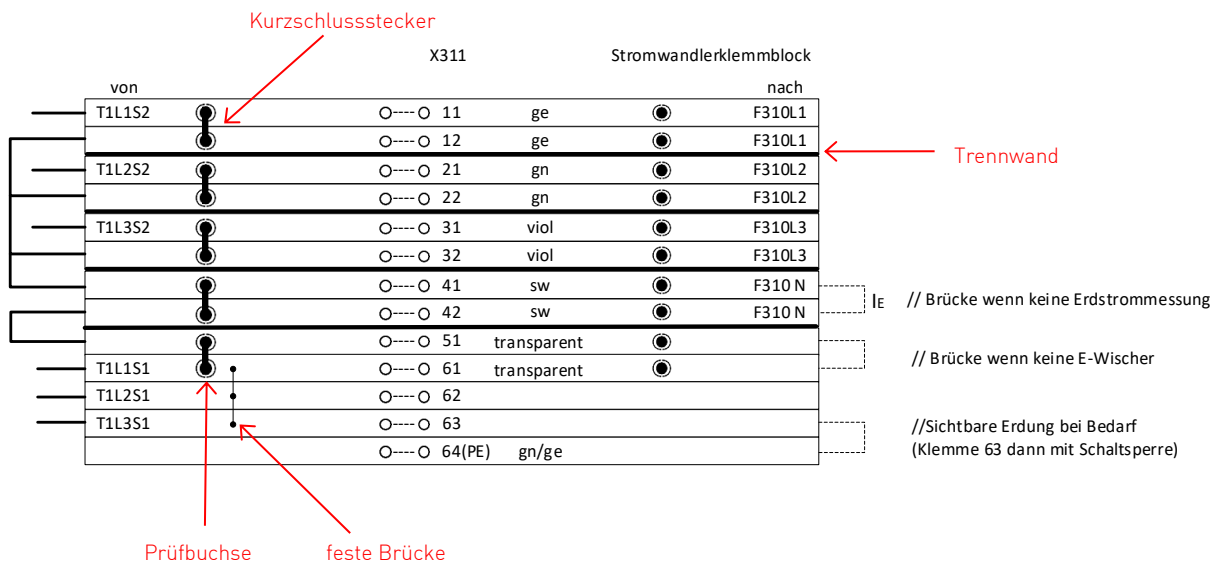 Kurzschlussstecker
X311 Stromwandlerklemmblock
von nach
T1L1S2 11 ge F310L1
12 ge F310L1
Trennwand
T1L2S2 21 gn F310L2
22 gn F310L2
T1L3S2 31 viol F310L3
32 viol F310L3
41 sw F310 N
IE // Brücke wenn keine Erdstrommessung
42 sw F310 N
51 transparent
// Brücke wenn keine E-Wischer
T1L1S1 61 transparent
T1L2S1 62
T1L3S1 63
//Sichtbare Erdung bei Bedarf
(Klemme 63 dann mit Schaltsperre)
64(PE) gn/ge
Prüfbuchse feste Brücke